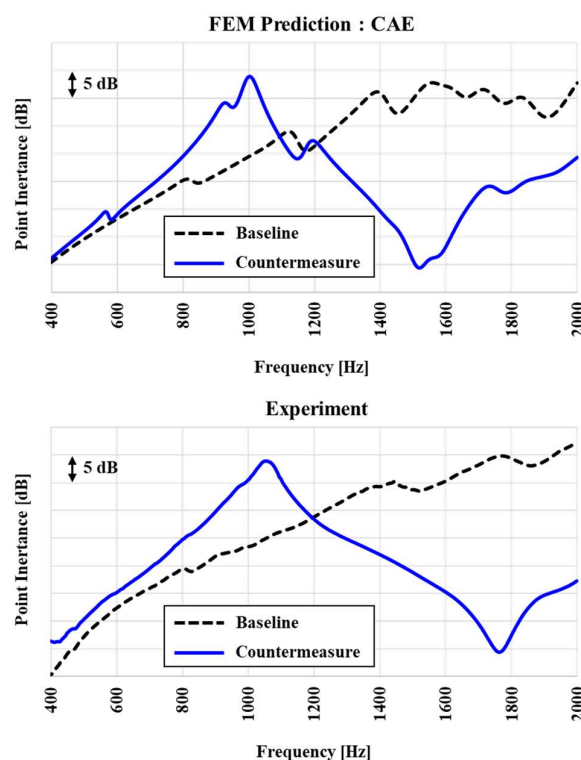 FEM Prediction : CAE
5 dB
Point Inertance [dB]
Baseline
Countermeasure
400
600
800
1000
1200
1400
1600
1800
2000
Frequency [Hz]
Experiment
5 dB
Point Inertance [dB]
Baseline
Countermeasure
400
600
800
1000
1200
1400
1600
1800
2000
Frequency [Hz]